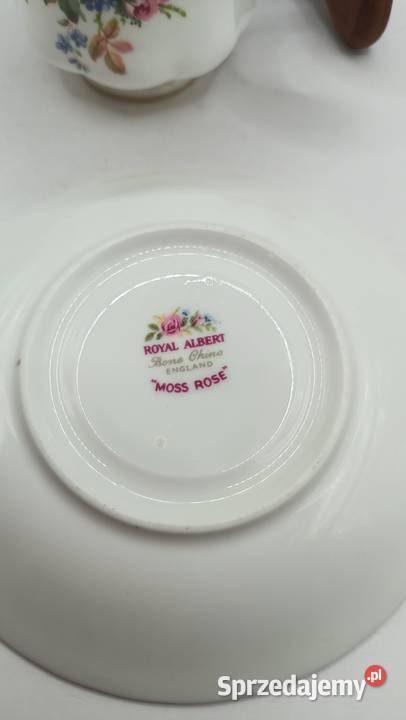 ROYAL ALBERT
Bone China
ENGLAND
"MOSS ROSE"
Sprzedajemy.pl